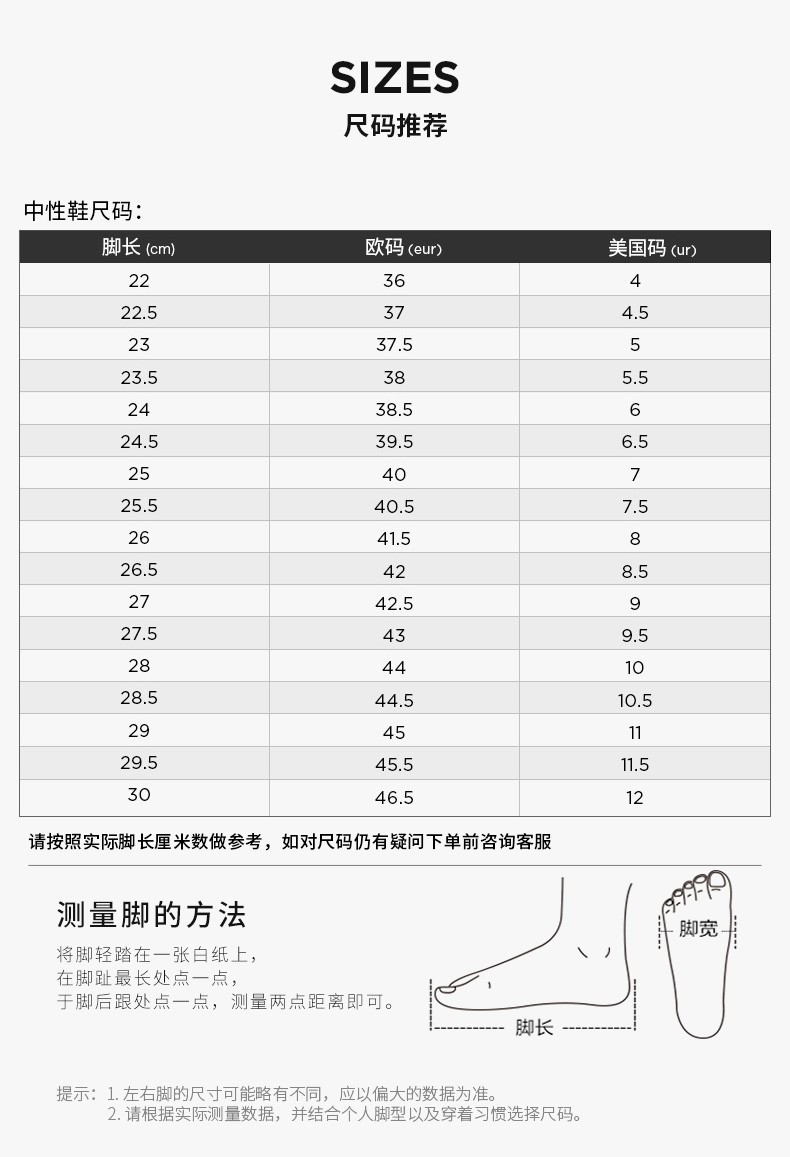 SIZES
尺码推荐
中性鞋尺码：
脚长 (cm) 欧码 (eur) 美国码 (ur)
22 36 4
22.5 37 4.5
23 37.5 5
23.5 38 5.5
24 38.5 6
24.5 39.5 6.5
25 40 7
25.5 40.5 7.5
26 41.5 8
26.5 42 8.5
27 42.5 9
27.5 43 9.5
28 44 10
28.5 44.5 10.5
29 45 11
29.5 45.5 11.5
30 46.5 12
请按照实际脚长厘米数做参考，如对尺码仍有疑问下单前咨询客服
测量脚的方法
将脚轻踏在一张白纸上，
在脚趾最长处点一点，
于脚后跟处点一点，测量两点距离即可。
脚宽
脚长
提示：1. 左右脚的尺寸可能略有不同，应以偏大的数据为准。
2. 请根据实际测量数据，并结合个人脚型以及穿着习惯选择尺码。